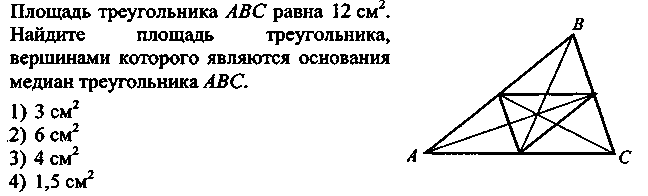 Площадь треугольника ABC равна 12 см².
Найдите площадь треугольника,
вершинами которого являются основания
медиан треугольника ABC.
1) 3 см²
2) 6 см²
3) 4 см²
4) 1,5 см²
B
A
C